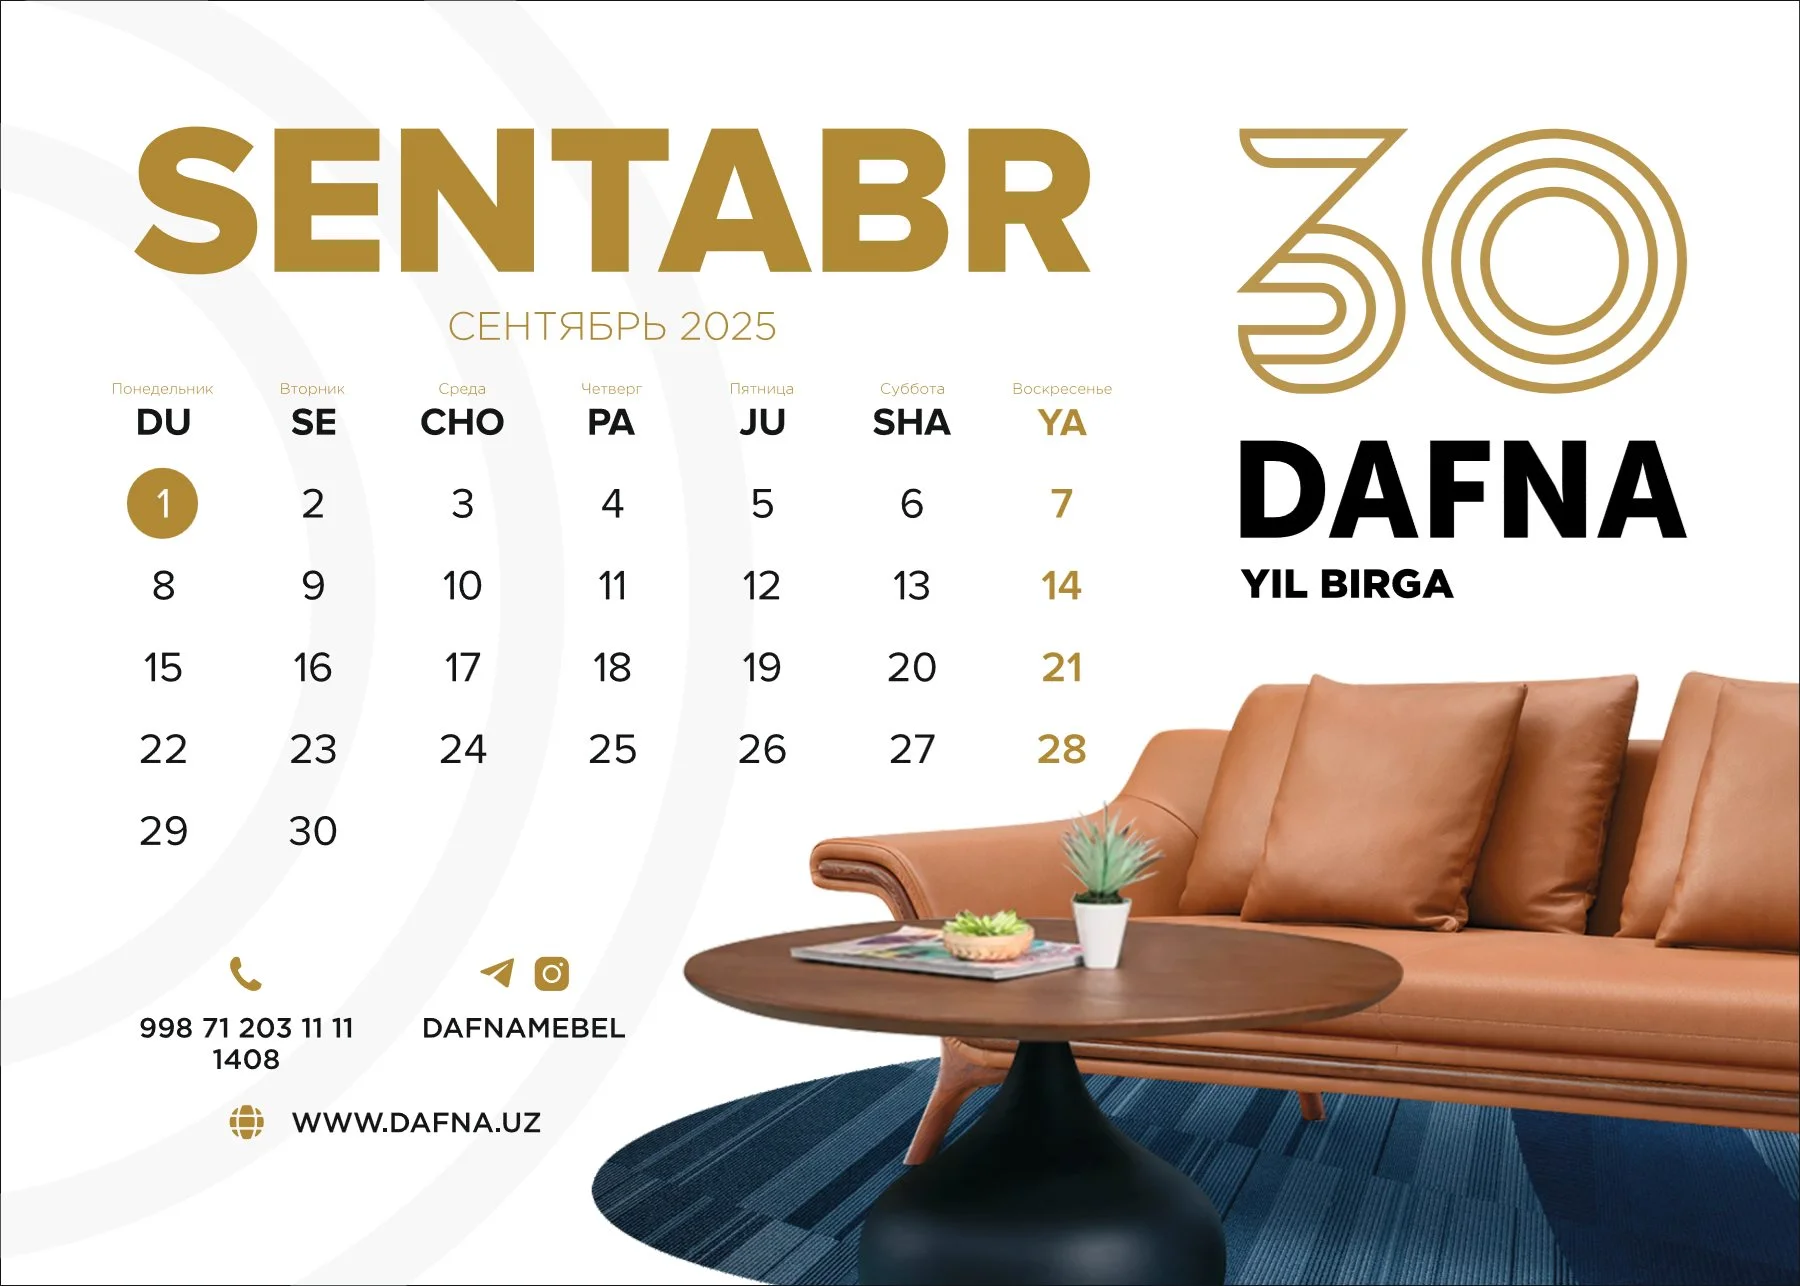 SENTABR
СЕНТЯБРЬ 2025
Понедельник Вторник Среда Четверг Пятница Суббота Воскресенье
DU SE CHO PA JU SHA YA
1 2 3 4 5 6 7
8 9 10 11 12 13 14
15 16 17 18 19 20 21
22 23 24 25 26 27 28
29 30
998 71 203 11 11
1408
DAFNAMEBEL
WWW.DAFNA.UZ
30
DAFNA
YIL BIRGA